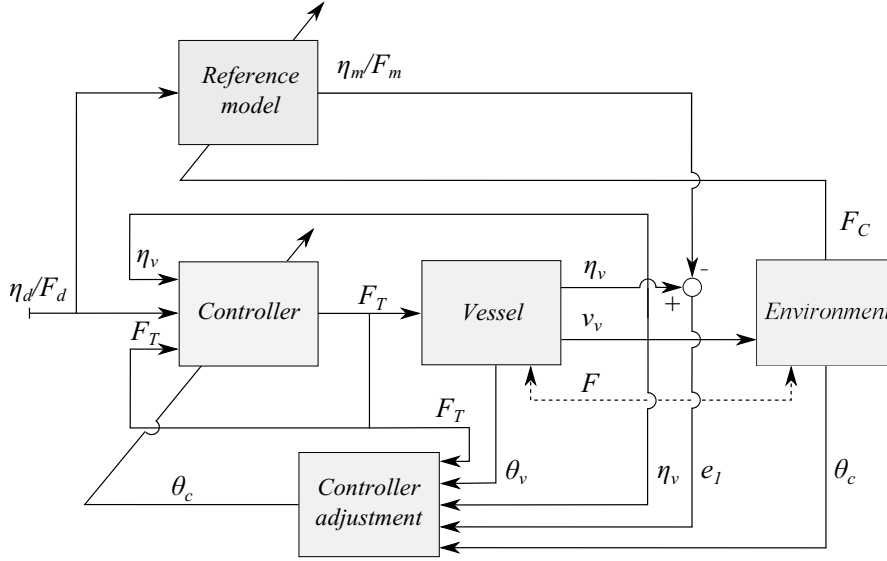 Reference
model
η_m/F_m
F_C
η_v
η_d/F_d
Controller
F_T
F_T
Vessel
η_v
-
+
v_v
Environment
F
F_T
θ_c
Controller
adjustment
θ_v
η_v
e_1
θ_c